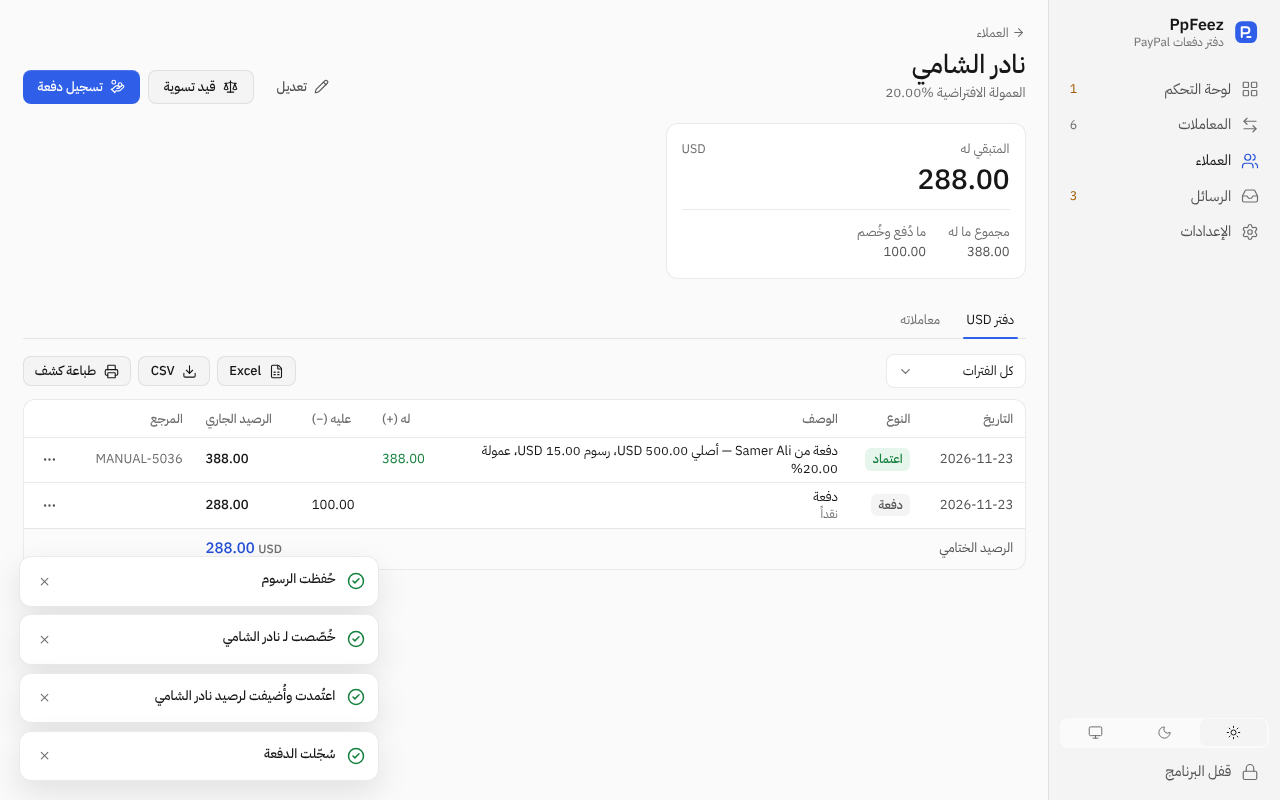 PpFeez
دفتر دفعات PayPal
لوحة التحكم 1
المعاملات 6
العملاء
الرسائل 3
الإعدادات
قفل البرنامج
العملاء
نادر الشامي
العمولة الافتراضية 20.00%
تعديل
قيد تسوية
تسجيل دفعة
المتبقي له USD
288.00
مجموع ما له ما دُفع وخُصم
388.00 100.00
دفتر USD معاملاته
كل الفترات
Excel
CSV
طباعة كشف
التاريخ النوع الوصف له (+) عليه (−) الرصيد الجاري المرجع
2026-11-23 اعتماد دفعة من Samer Ali — أصلي 500.00 USD، رسوم 15.00 USD، عمولة 388.00 388.00 MANUAL-5036
20.00%
2026-11-23 دفعة دفعة 100.00 288.00
نقداً
الرصيد الختامي 288.00 USD
حُفظت الرسوم
خُصّصت لـ نادر الشامي
اعتُمدت وأُضيفت لرصيد نادر الشامي
سُجّلت الدفعة